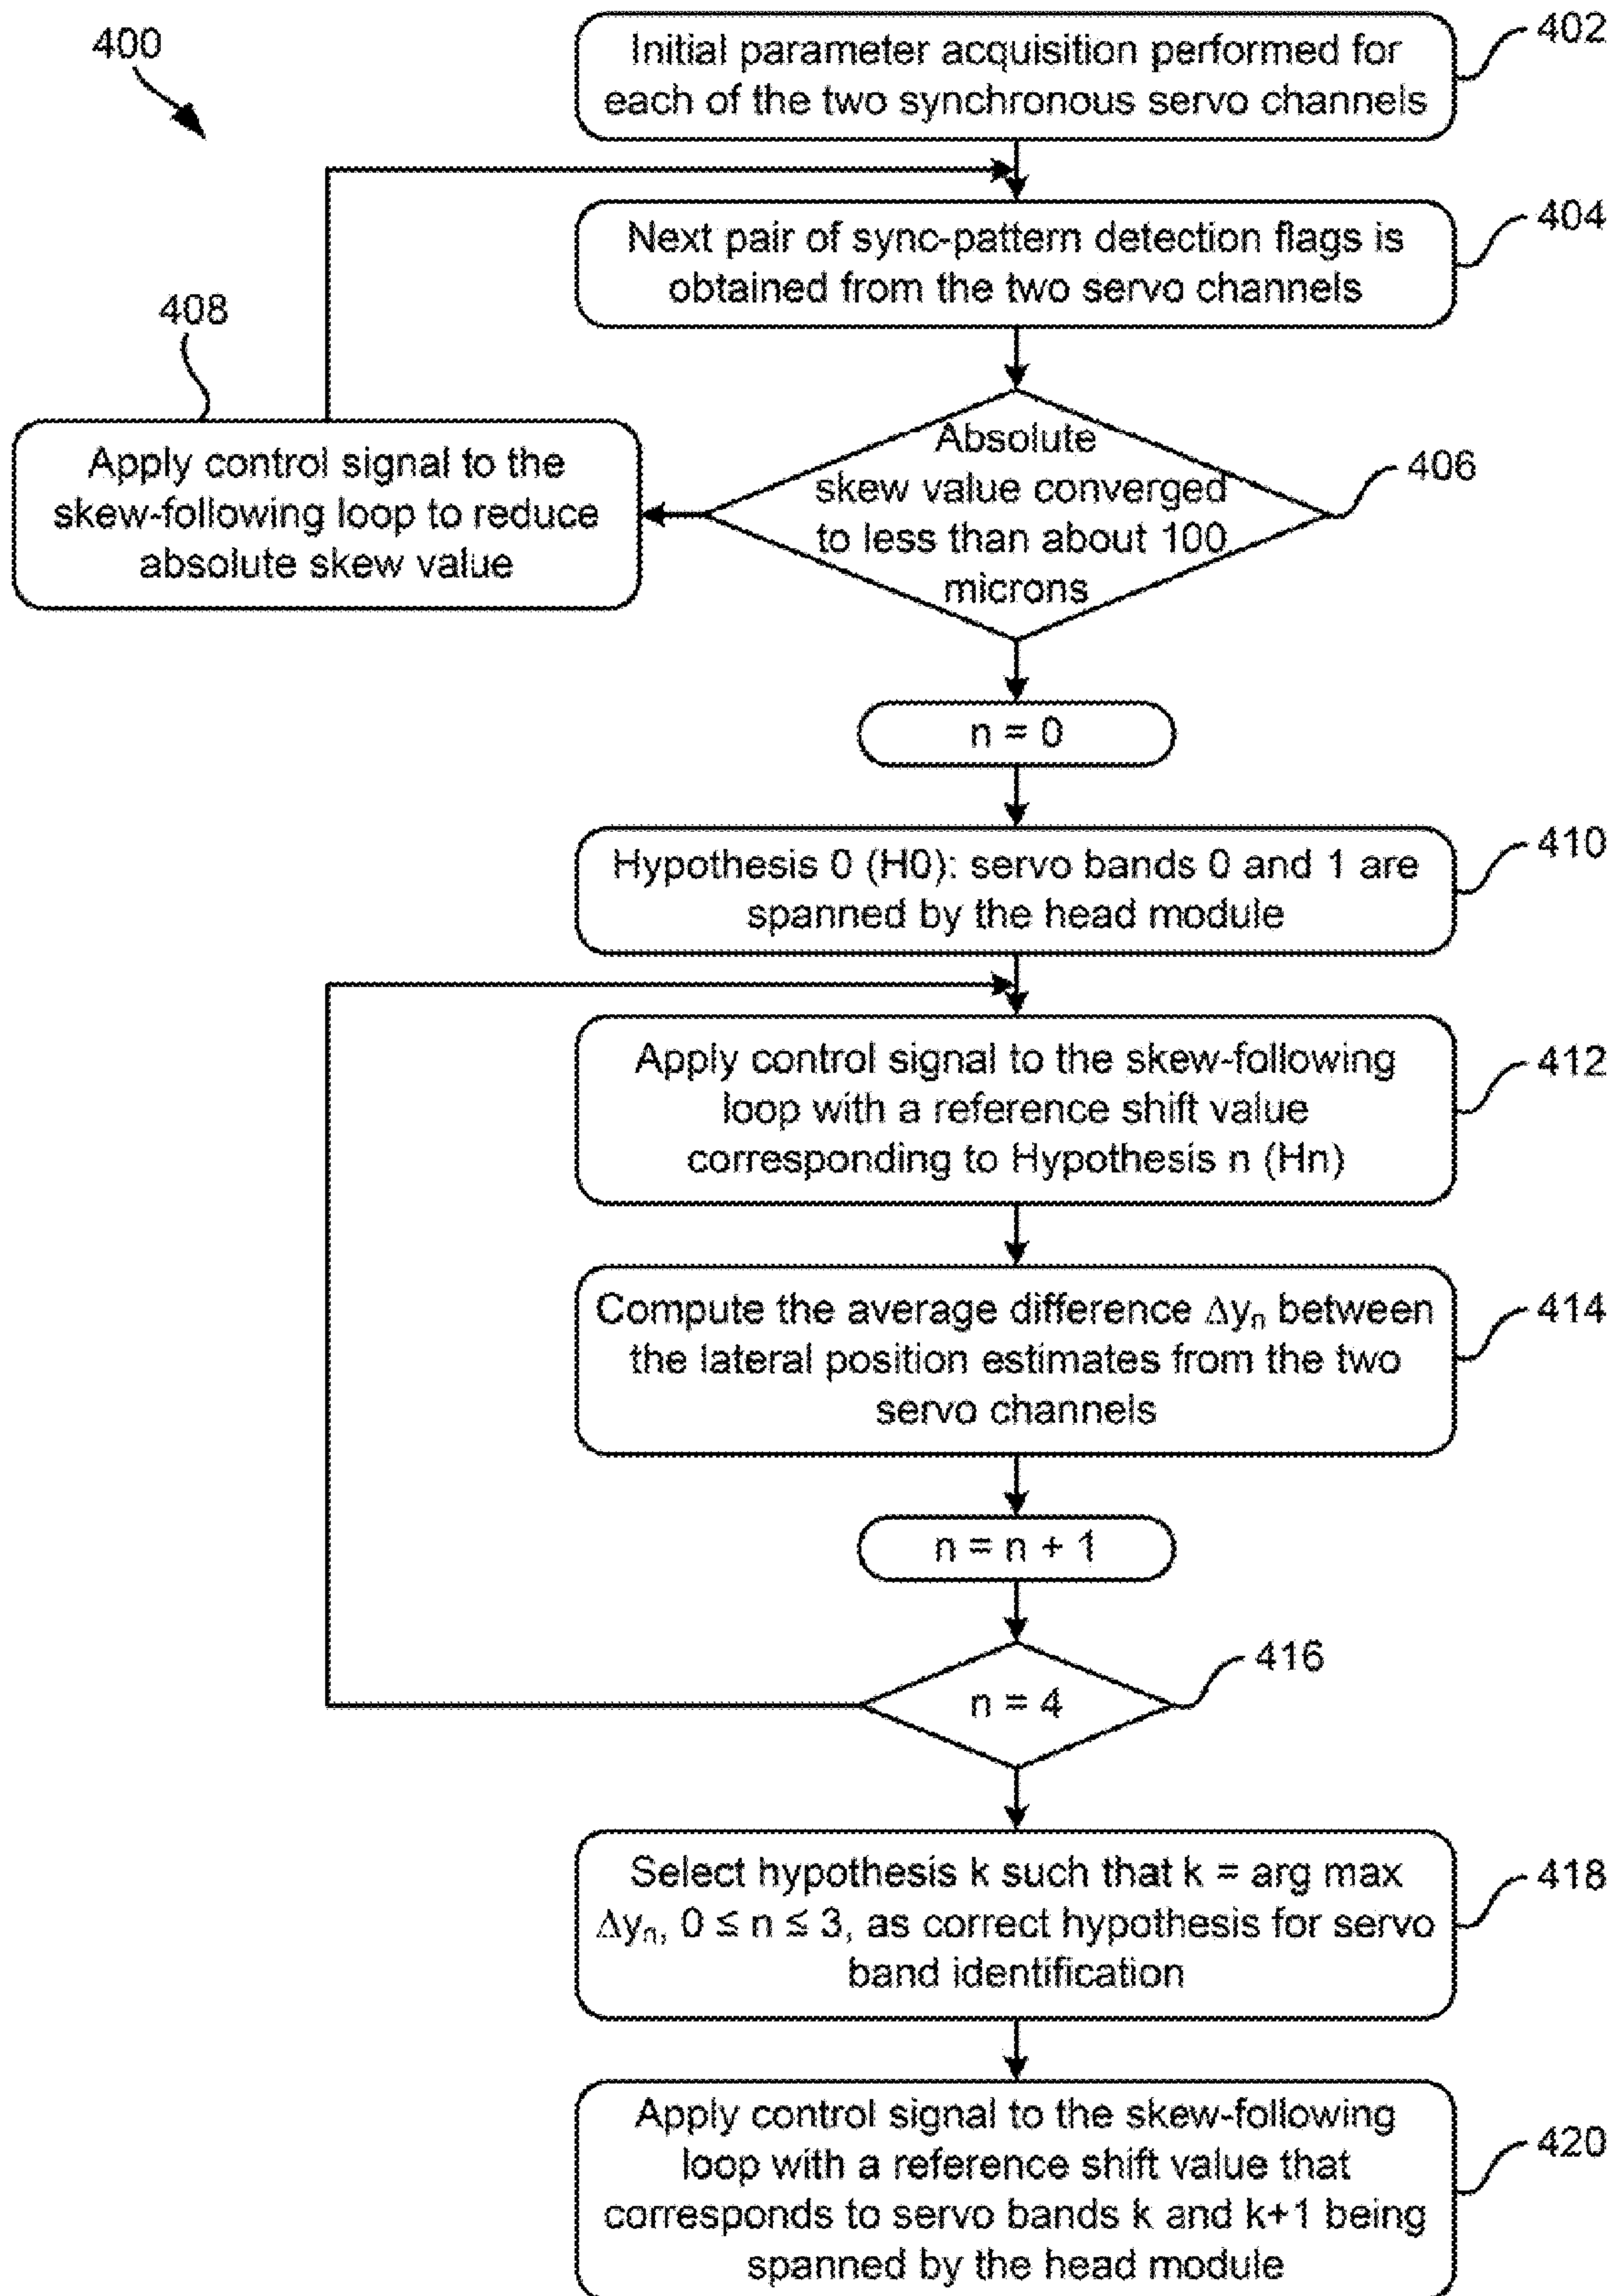 400
Initial parameter acquisition performed for
each of the two synchronous servo channels
402
Next pair of sync-pattern detection flags is
obtained from the two servo channels
404
408
Apply control signal to the
skew-following loop to reduce
absolute skew value
Absolute
skew value converged
to less than about 100
microns
406
n = 0
Hypothesis 0 (H0): servo bands 0 and 1 are
spanned by the head module
410
Apply control signal to the skew-following
loop with a reference shift value
corresponding to Hypothesis n (Hn)
412
Compute the average difference Δyₙ between
the lateral position estimates from the two
servo channels
414
n = n + 1
n = 4
416
Select hypothesis k such that k = arg max
Δyₙ, 0 ≦ n ≦ 3, as correct hypothesis for servo
band identification
418
Apply control signal to the skew-following
loop with a reference shift value that
corresponds to servo bands k and k+1 being
spanned by the head module
420